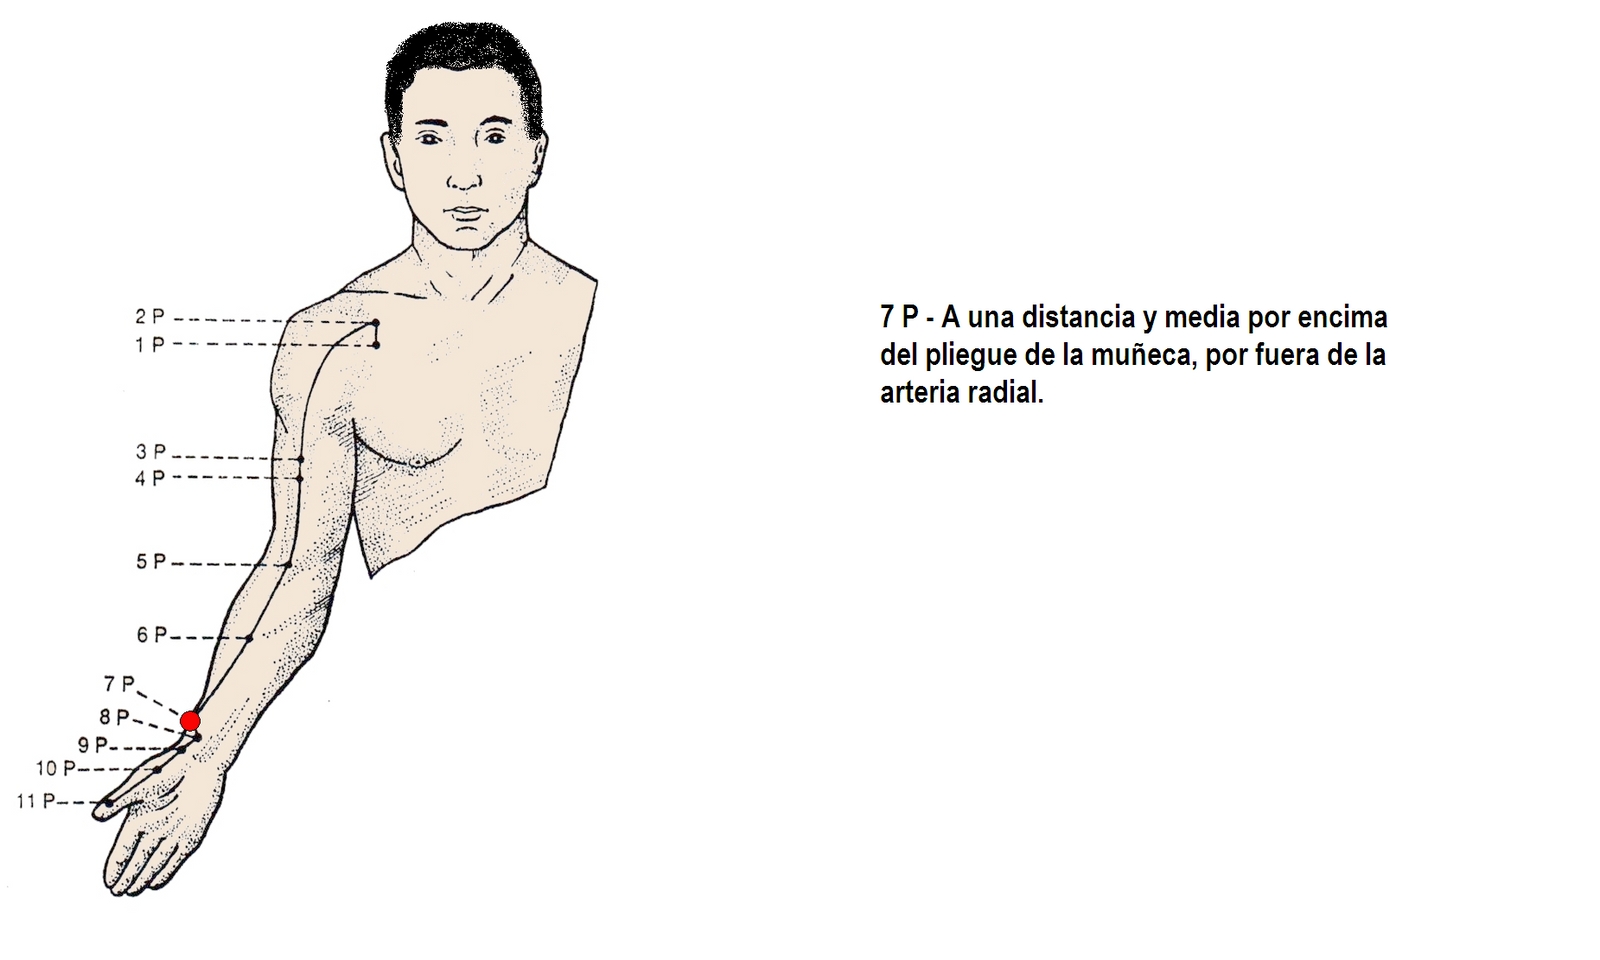 2 P
1 P
3 P
4 P
5 P
6 P
7 P
8 P
9 P
10 P
11 P
7 P - A una distancia y media por encima
del pliegue de la muñeca, por fuera de la
arteria radial.